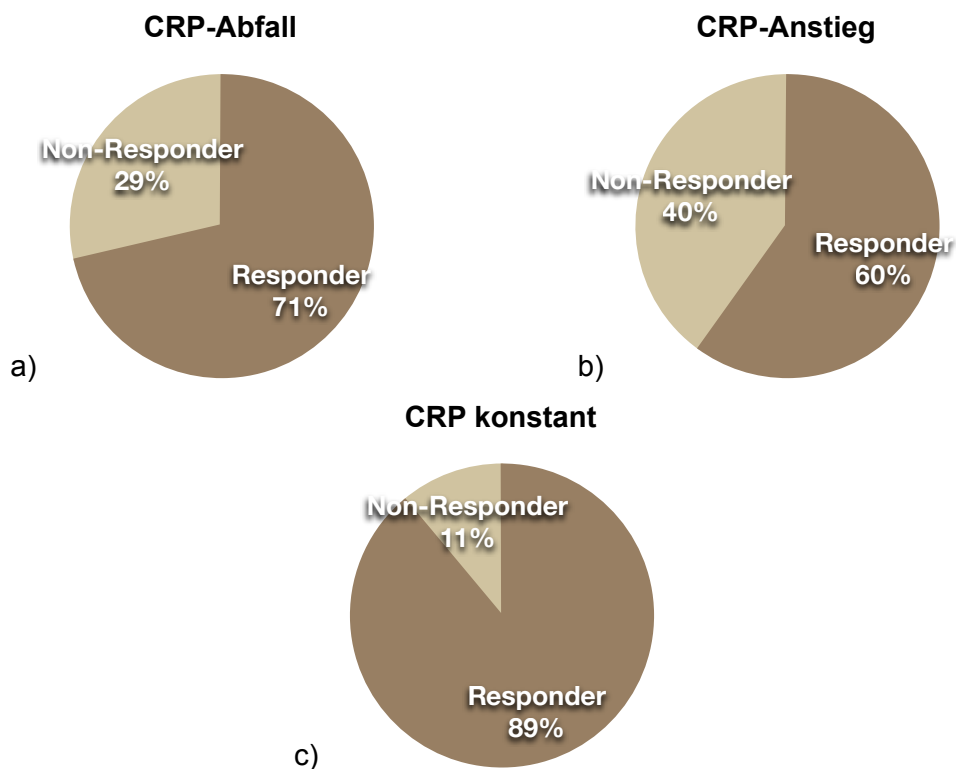 CRP-Abfall
Non-Responder
29%
Responder
71%
a)
CRP-Anstieg
Non-Responder
40%
Responder
60%
b)
CRP konstant
Non-Responder
11%
Responder
89%
c)